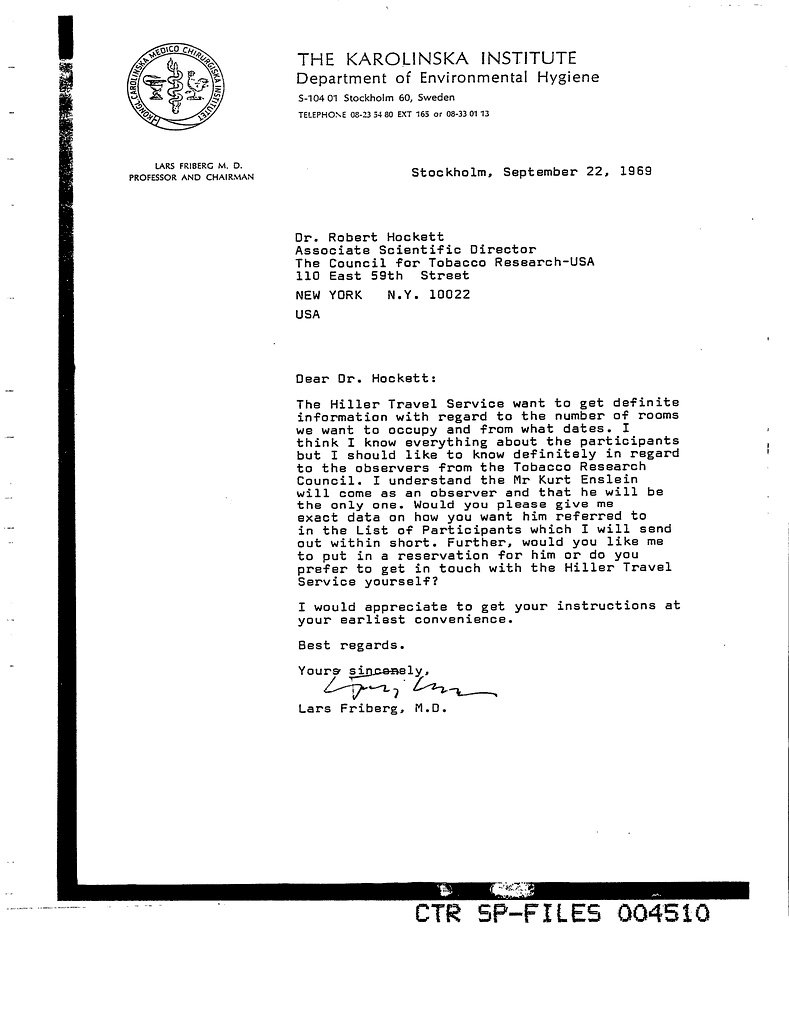 KONGL. CAROLINSKA MEDICO CHIRURGISKA INSTITUTET
THE KAROLINSKA INSTITUTE
Department of Environmental Hygiene
S-104 01 Stockholm 60, Sweden
TELEPHONE 08-23 54 80 EXT 165 or 08-33 01 13
LARS FRIBERG M. D.
PROFESSOR AND CHAIRMAN
Stockholm, September 22, 1969
Dr. Robert Hockett
Associate Scientific Director
The Council for Tobacco Research-USA
110 East 59th Street
NEW YORK N.Y. 10022
USA
Dear Dr. Hockett:
The Hiller Travel Service want to get definite
information with regard to the number of rooms
we want to occupy and from what dates. I
think I know everything about the participants
but I should like to know definitely in regard
to the observers from the Tobacco Research
Council. I understand the Mr Kurt Enslein
will come as an observer and that he will be
the only one. Would you please give me
exact data on how you want him referred to
in the List of Participants which I will send
out within short. Further, would you like me
to put in a reservation for him or do you
prefer to get in touch with the Hiller Travel
Service yourself?
I would appreciate to get your instructions at
your earliest convenience.
Best regards.
Yours sincerely,
Lars Friberg, M.D.
CTR SP-FILES 004510